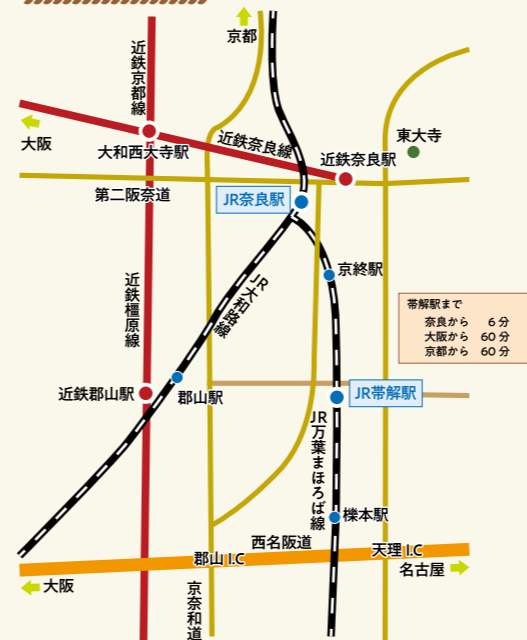 京都
近鉄京都線
大阪
大和西大寺駅
近鉄奈良線
近鉄奈良駅
東大寺
第二阪奈道
JR奈良駅
京終駅
近鉄橿原線
JR大和路線
帯解駅まで
奈良から 6分
大阪から 60分
京都から 60分
近鉄郡山駅
郡山駅
JR帯解駅
JR万葉まほろば線
櫟本駅
西名阪道
郡山 I.C
天理 I.C
名古屋
大阪
京奈和道